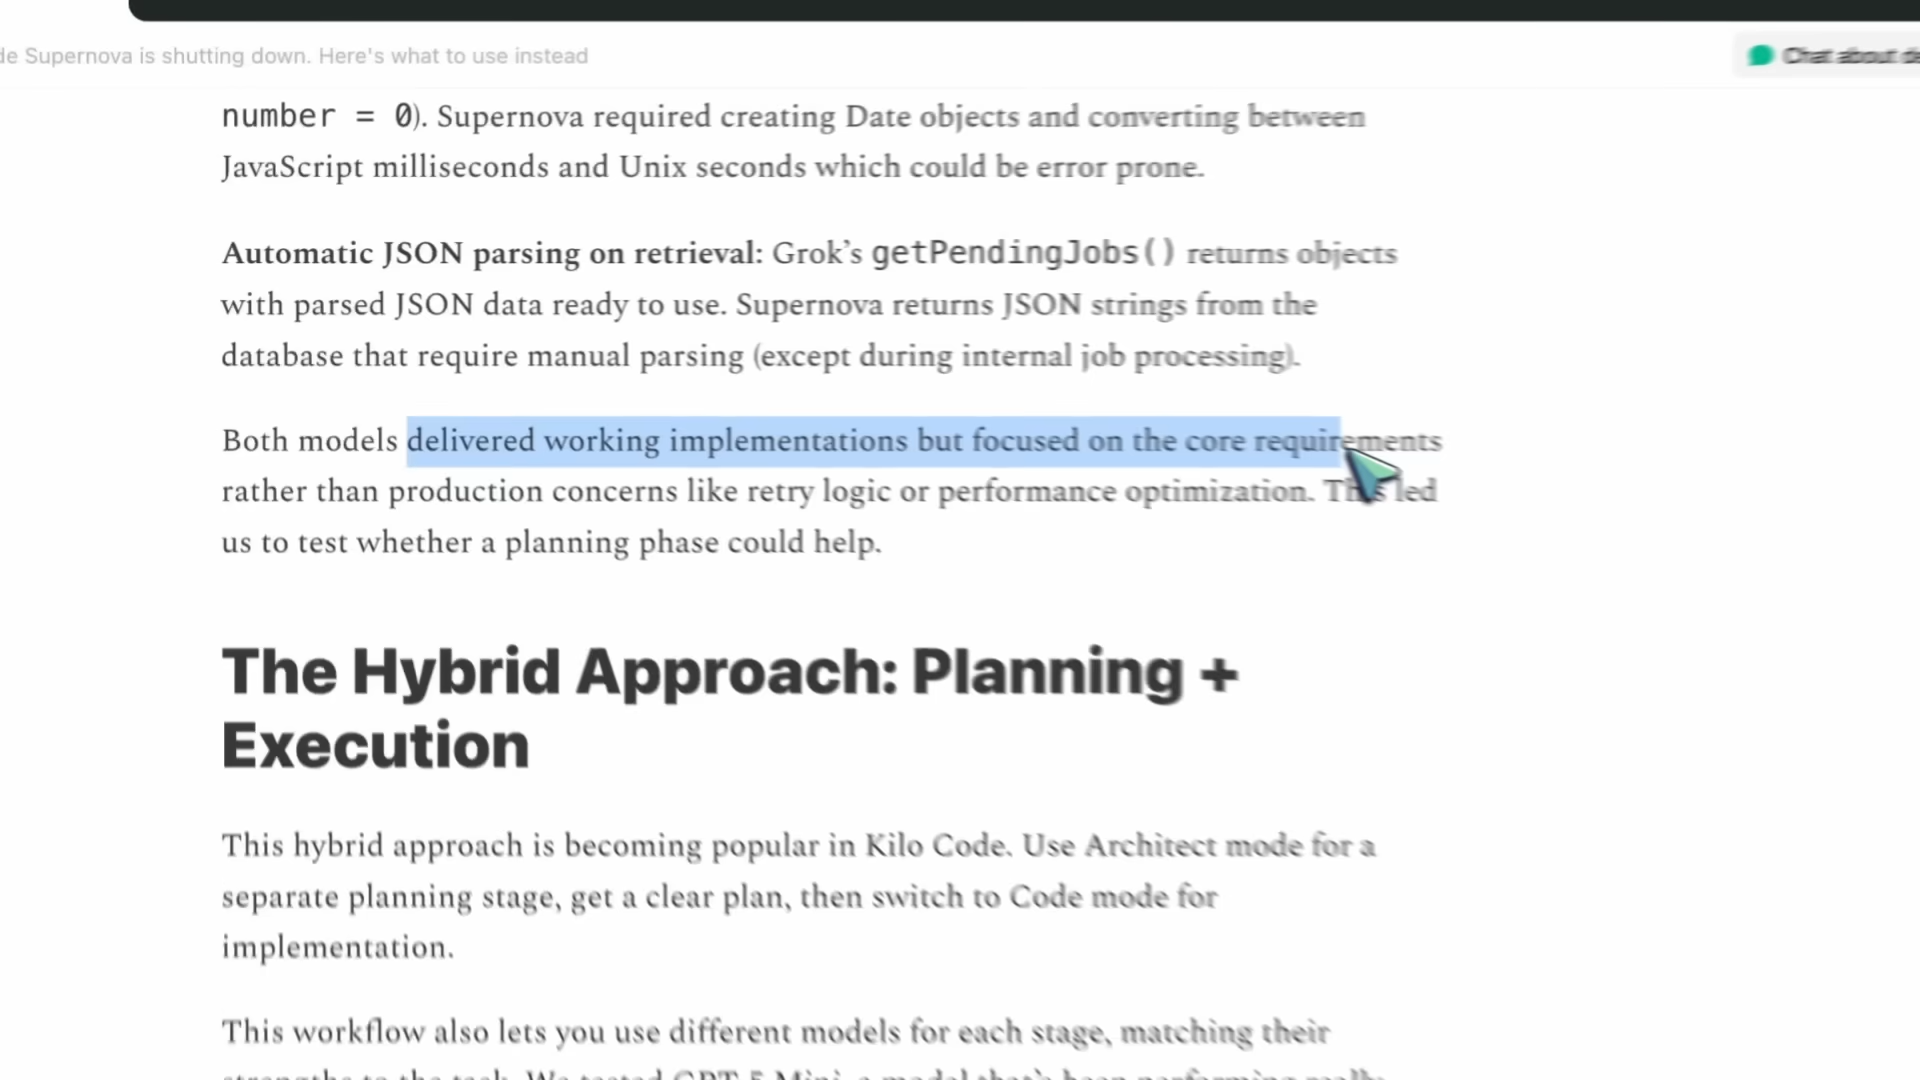 de Supernova is shutting down. Here's what to use instead
Chat about
number = 0). Supernova required creating Date objects and converting between
JavaScript milliseconds and Unix seconds which could be error prone.
Automatic JSON parsing on retrieval: Grok’s getPendingJobs() returns objects
with parsed JSON data ready to use. Supernova returns JSON strings from the
database that require manual parsing (except during internal job processing).
Both models delivered working implementations but focused on the core requirements
rather than production concerns like retry logic or performance optimization. This led
us to test whether a planning phase could help.
The Hybrid Approach: Planning +
Execution
This hybrid approach is becoming popular in Kilo Code. Use Architect mode for a
separate planning stage, get a clear plan, then switch to Code mode for
implementation.
This workflow also lets you use different models for each stage, matching their